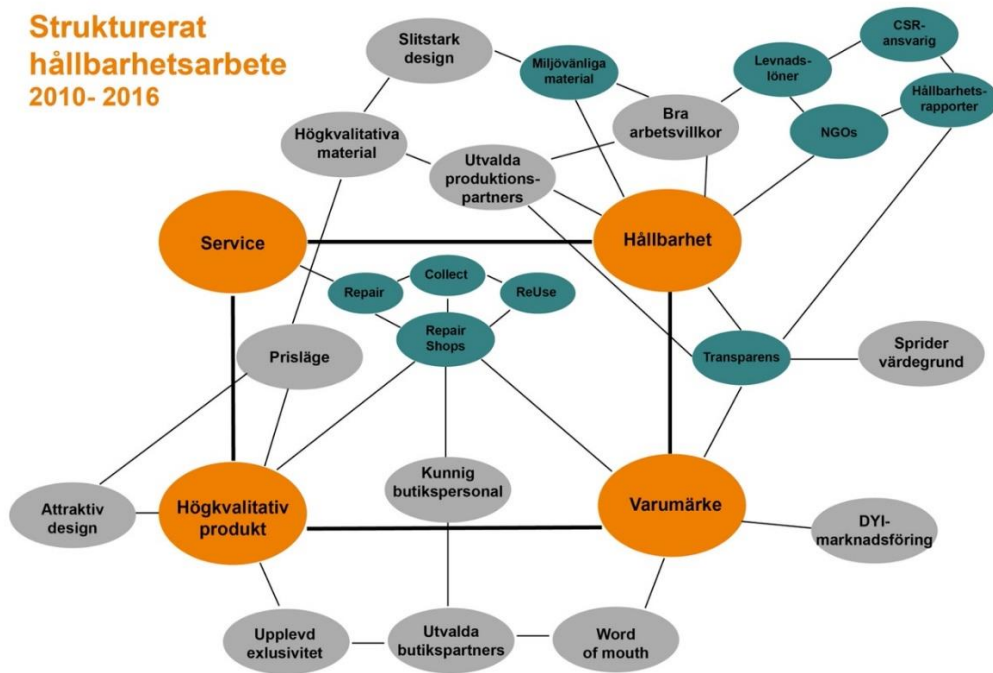 Strukturerat
hållbarhetsarbete
2010- 2016
Slitstark
design
Miljövänliga
material
Levnads-
löner
CSR-
ansvarig
Hållbarhets-
rapporter
Bra
arbetsvillkor
NGOs
Högkvalitativa
material
Utvalda
produktions-
partners
Service
Hållbarhet
Repair
Collect
ReUse
Repair
Shops
Prisläge
Transparens
Sprider
värdegrund
Kunnig
butikspersonal
Attraktiv
design
Högkvalitativ
produkt
Varumärke
DYI-
marknadsföring
Upplevd
exlusivitet
Utvalda
butikspartners
Word
of mouth